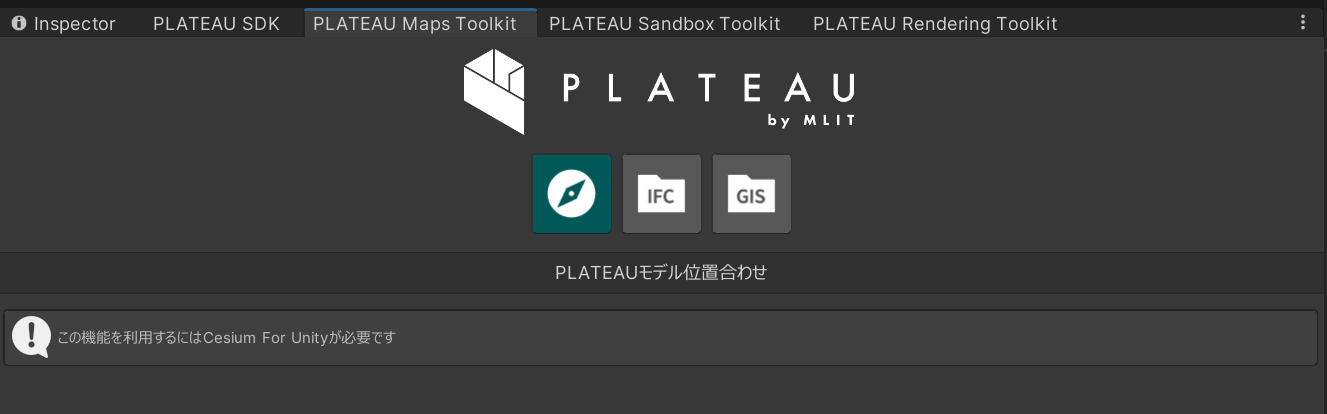 Inspector PLATEAU SDK PLATEAU Maps Toolkit PLATEAU Sandbox Toolkit PLATEAU Rendering Toolkit
PLATEAU
by MLIT
IFC GIS
PLATEAUモデル位置合わせ
この機能を利用するにはCesium For Unityが必要です